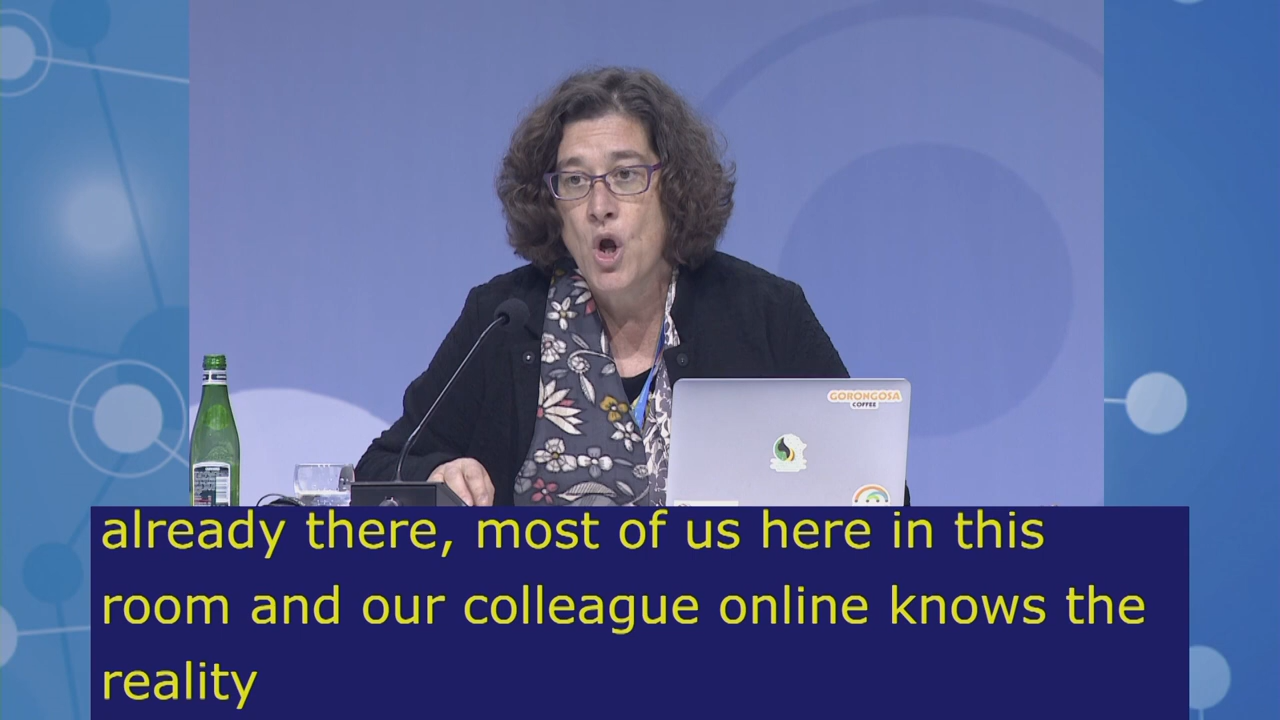 GORONGOSA
COFFEE
already there, most of us here in this
room and our colleague online knows the
reality